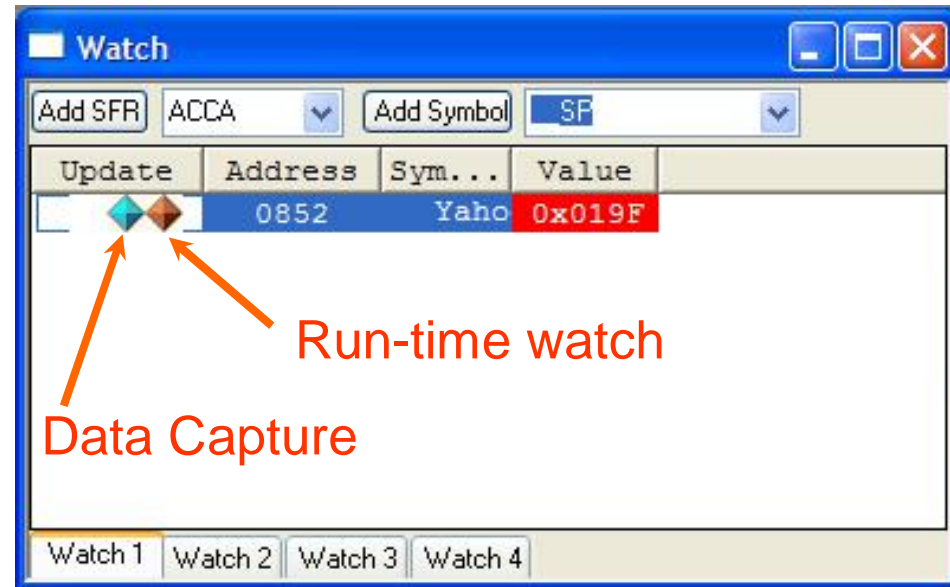 Watch
Add SFR ACCA Add Symbol _SP
Update Address Sym... Value
0852 Yaho 0x019F
Run-time watch
Data Capture
Watch 1 Watch 2 Watch 3 Watch 4